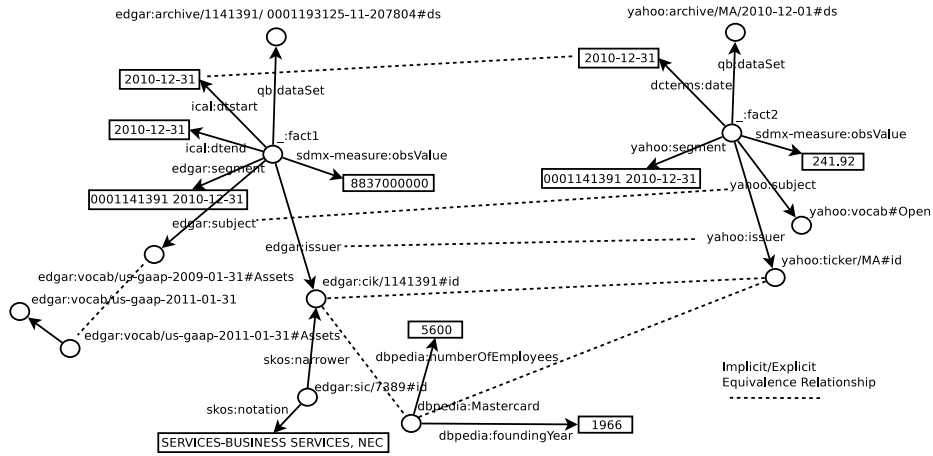 edgar:archive/1141391/ 0001193125-11-207804#ds
yahoo:archive/MA/2010-12-01#ds
2010-12-31
qb:dataSet
ical:dtstart
2010-12-31
_:fact1
ical:dtend
sdmx-measure:obsValue
edgar:segment
8837000000
0001141391 2010-12-31
edgar:subject
edgar:issuer
2010-12-31
qb:dataSet
dcterms:date
_:fact2
sdmx-measure:obsValue
yahoo:segment
241.92
0001141391 2010-12-31
yahoo:subject
yahoo:vocab#Open
yahoo:issuer
yahoo:ticker/MA#id
edgar:vocab/us-gaap-2009-01-31#Assets
edgar:cik/1141391#id
edgar:vocab/us-gaap-2011-01-31
edgar:vocab/us-gaap-2011-01-31#Assets
5600
skos:narrower
dbpedia:numberOfEmployees
edgar:sic/7389#id
skos:notation
dbpedia:Mastercard
dbpedia:foundingYear
1966
SERVICES-BUSINESS SERVICES, NEC
Implicit/Explicit
Equivalence Relationship